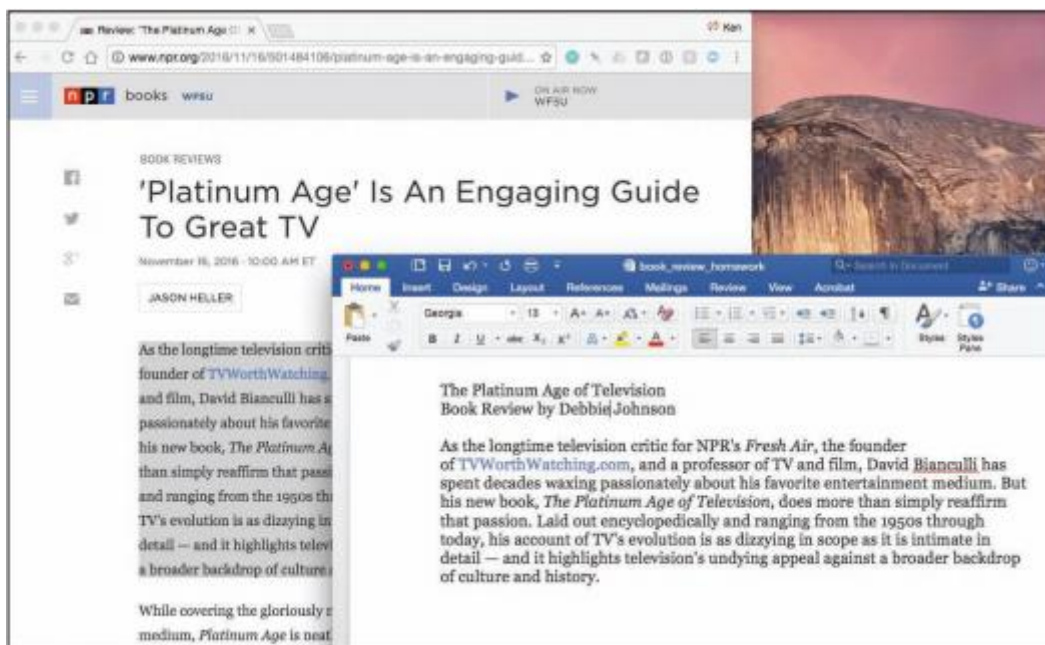 Review: 'The Platinum Age
Ken
www.npr.org/2016/11/16/501484106/platinum-age-is-an-engaging-guid...
npr books WFSU
ON AIR NOW
WFSU
BOOK REVIEWS
'Platinum Age' Is An Engaging Guide
To Great TV
November 16, 2016 · 10:00 AM ET
JASON HELLER
As the longtime television criti
founder of TVWorthWatching.
and film, David Bianculli has s
passionately about his favorite
his new book, The Platinum Ag
than simply reaffirm that passi
and ranging from the 1950s thr
TV's evolution is as dizzying in
detail — and it highlights televi
a broader backdrop of culture
While covering the gloriously
medium, Platinum Age is neat
book_review_homework
Search in Document
Home Insert Design Layout References Mailings Review View Acrobat Share
Paste
Georgia
13
B I U abc X₂ X²
Styles
Styles
Pane
The Platinum Age of Television
Book Review by Debbie Johnson
As the longtime television critic for NPR's Fresh Air, the founder
of TVWorthWatching.com, and a professor of TV and film, David Bianculli has
spent decades waxing passionately about his favorite entertainment medium. But
his new book, The Platinum Age of Television, does more than simply reaffirm
that passion. Laid out encyclopedically and ranging from the 1950s through
today, his account of TV's evolution is as dizzying in scope as it is intimate in
detail — and it highlights television's undying appeal against a broader backdrop
of culture and history.